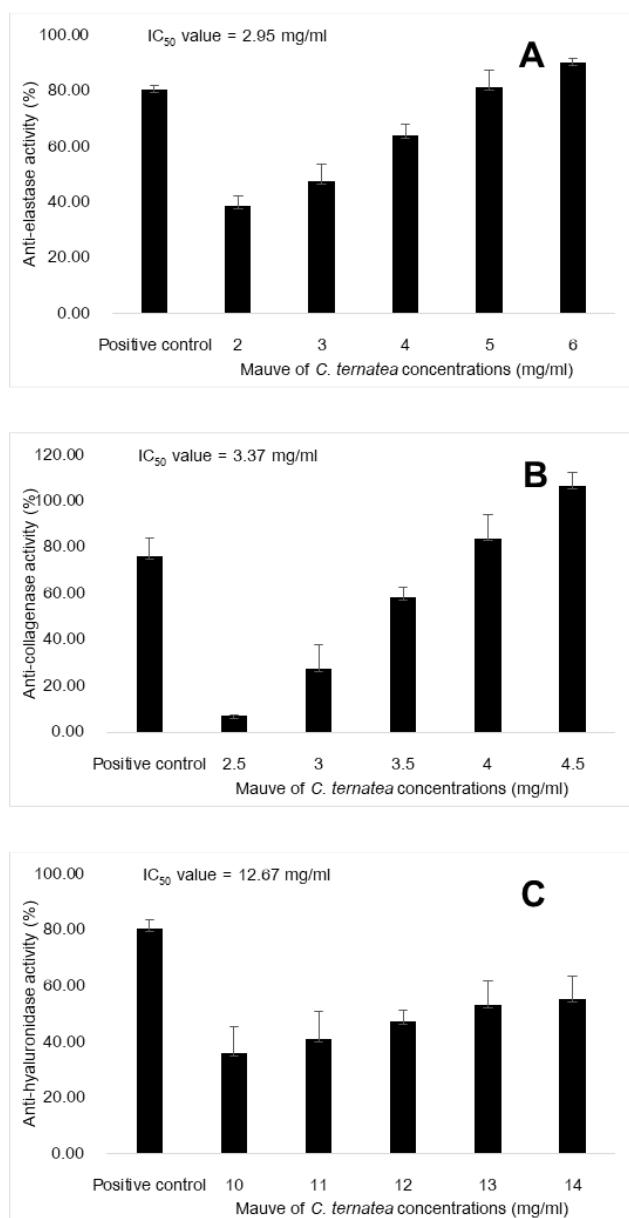 100.00
IC50 value = 2.95 mg/ml
A
80.00
60.00
40.00
20.00
0.00
Anti-elastase activity (%)
Positive control 2 3 4 5 6
Mauve of C. ternatea concentrations (mg/ml)
120.00
IC50 value = 3.37 mg/ml
B
100.00
80.00
60.00
40.00
20.00
0.00
Anti-collagenase activity (%)
Positive control 2.5 3 3.5 4 4.5
Mauve of C. ternatea concentrations (mg/ml)
100.00
IC50 value = 12.67 mg/ml
C
80.00
60.00
40.00
20.00
0.00
Anti-hyaluronidase activity (%)
Positive control 10 11 12 13 14
Mauve of C. ternatea concentrations (mg/ml)